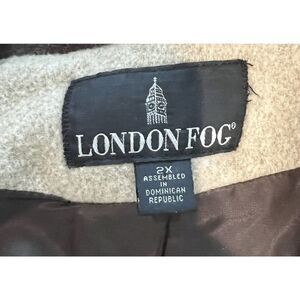 LONDON FOG®
2X
ASSEMBLED
IN
DOMINICAN
REPUBLIC